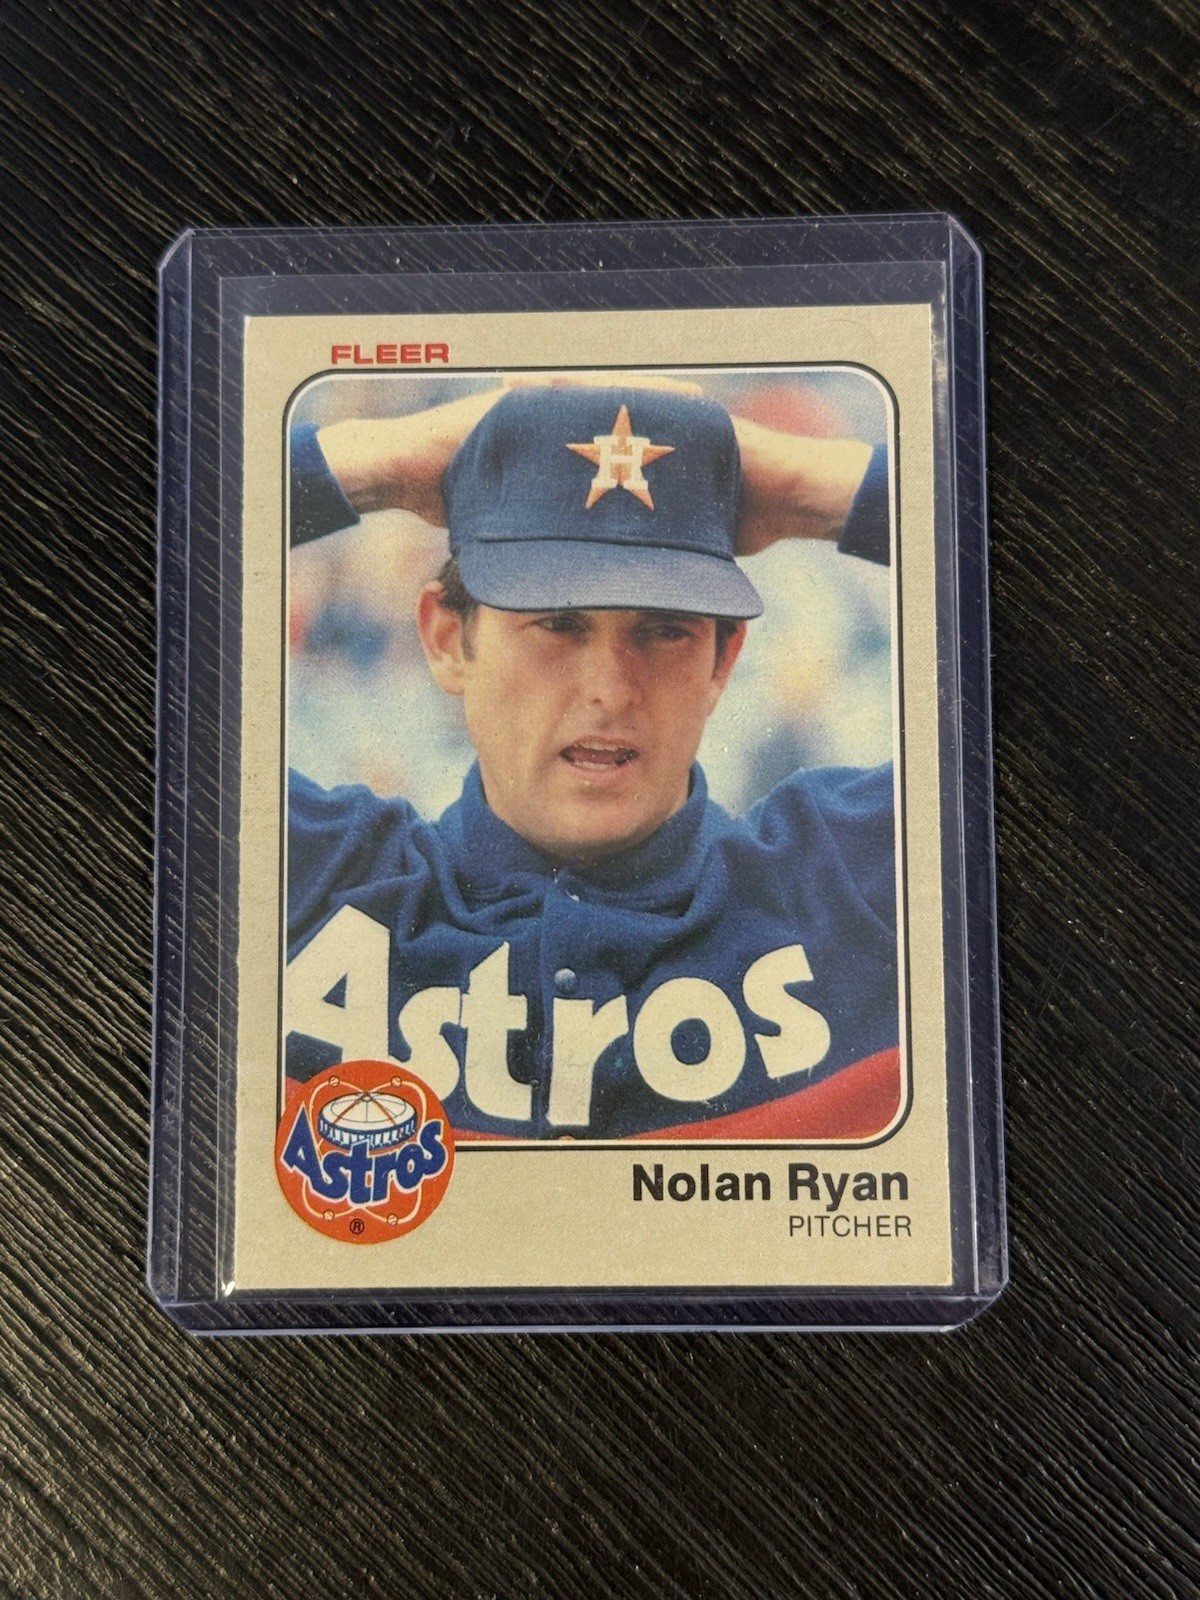 FLEER
H
Astros
Astros
®
Nolan Ryan
PITCHER